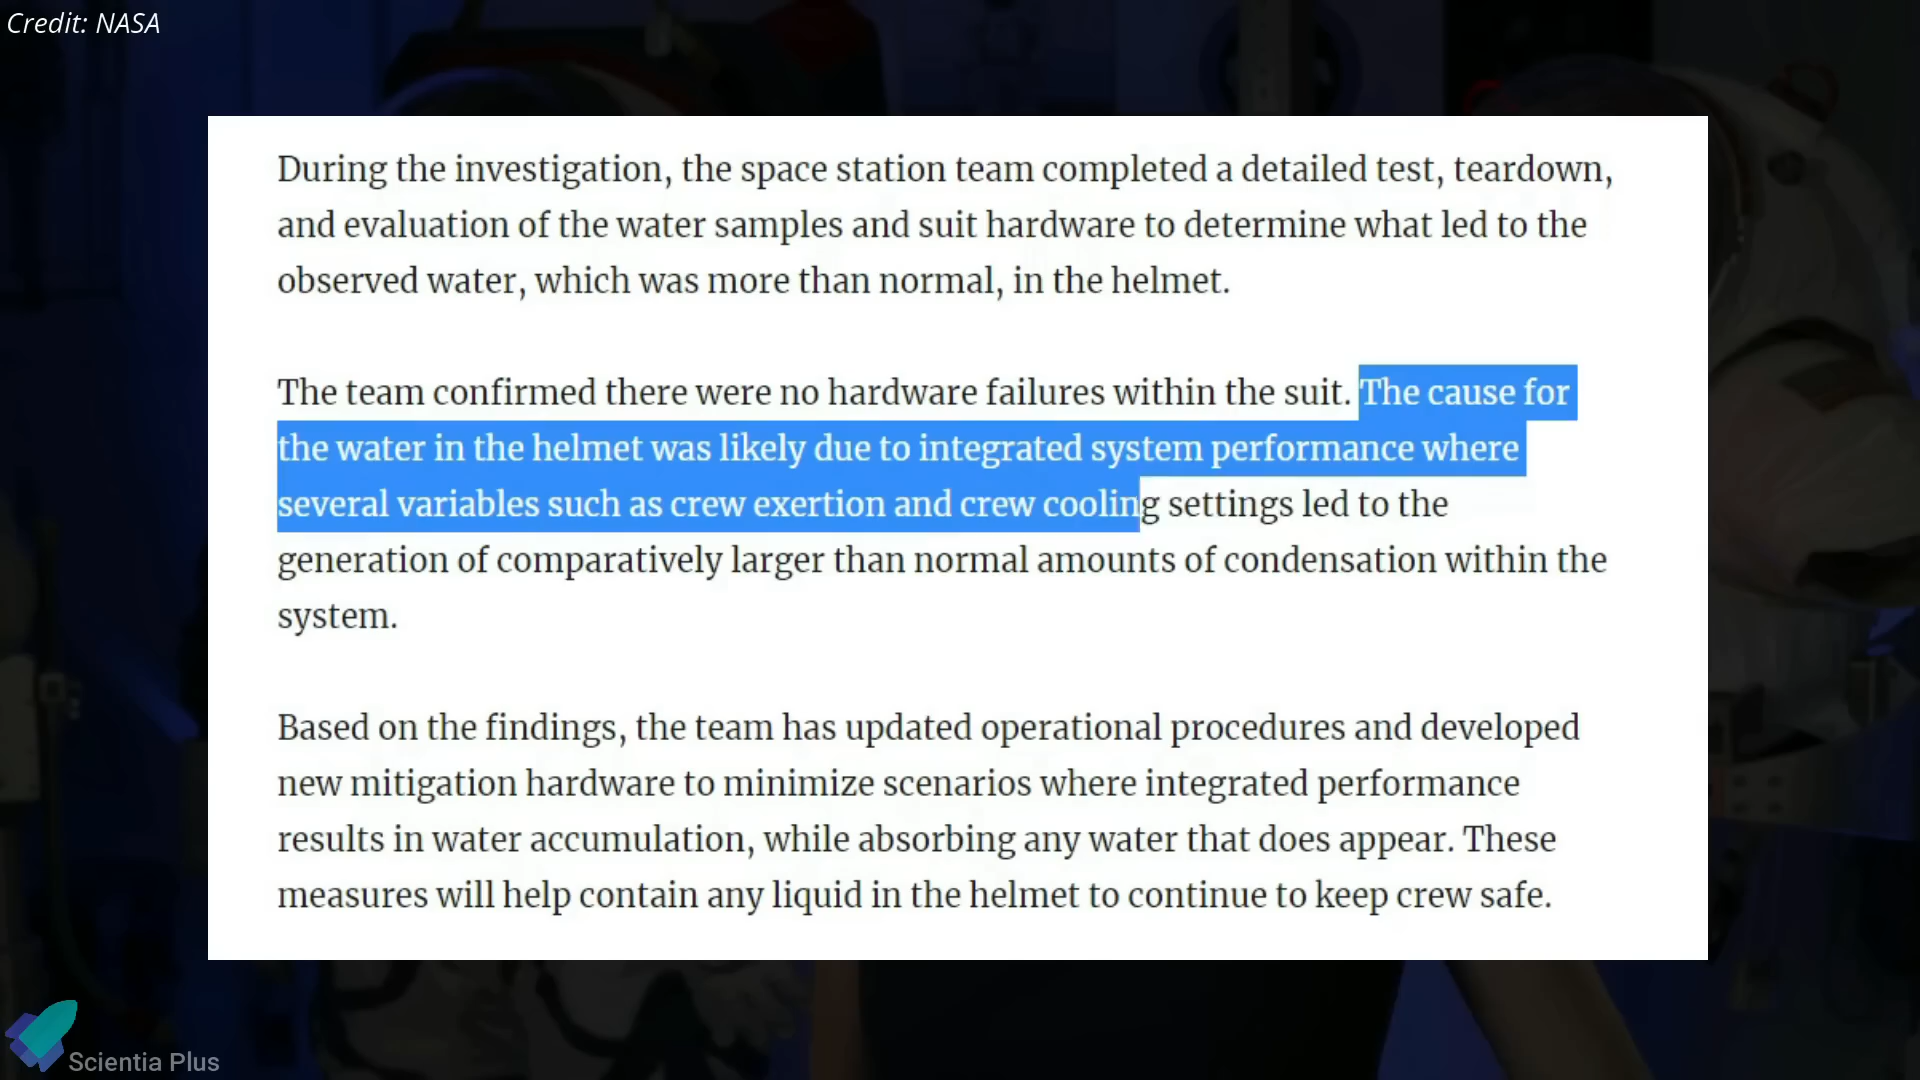 Credit: NASA
During the investigation, the space station team completed a detailed test, teardown,
and evaluation of the water samples and suit hardware to determine what led to the
observed water, which was more than normal, in the helmet.
The team confirmed there were no hardware failures within the suit. The cause for
the water in the helmet was likely due to integrated system performance where
several variables such as crew exertion and crew cooling settings led to the
generation of comparatively larger than normal amounts of condensation within the
system.
Based on the findings, the team has updated operational procedures and developed
new mitigation hardware to minimize scenarios where integrated performance
results in water accumulation, while absorbing any water that does appear. These
measures will help contain any liquid in the helmet to continue to keep crew safe.
Scientia Plus